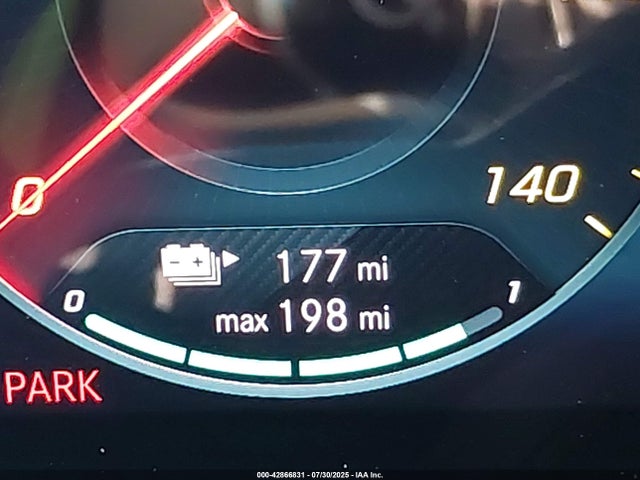 0
140
177 mi
0
1
max 198 mi
PARK
000-42866831 - 07/30/2025 - IAA Inc.